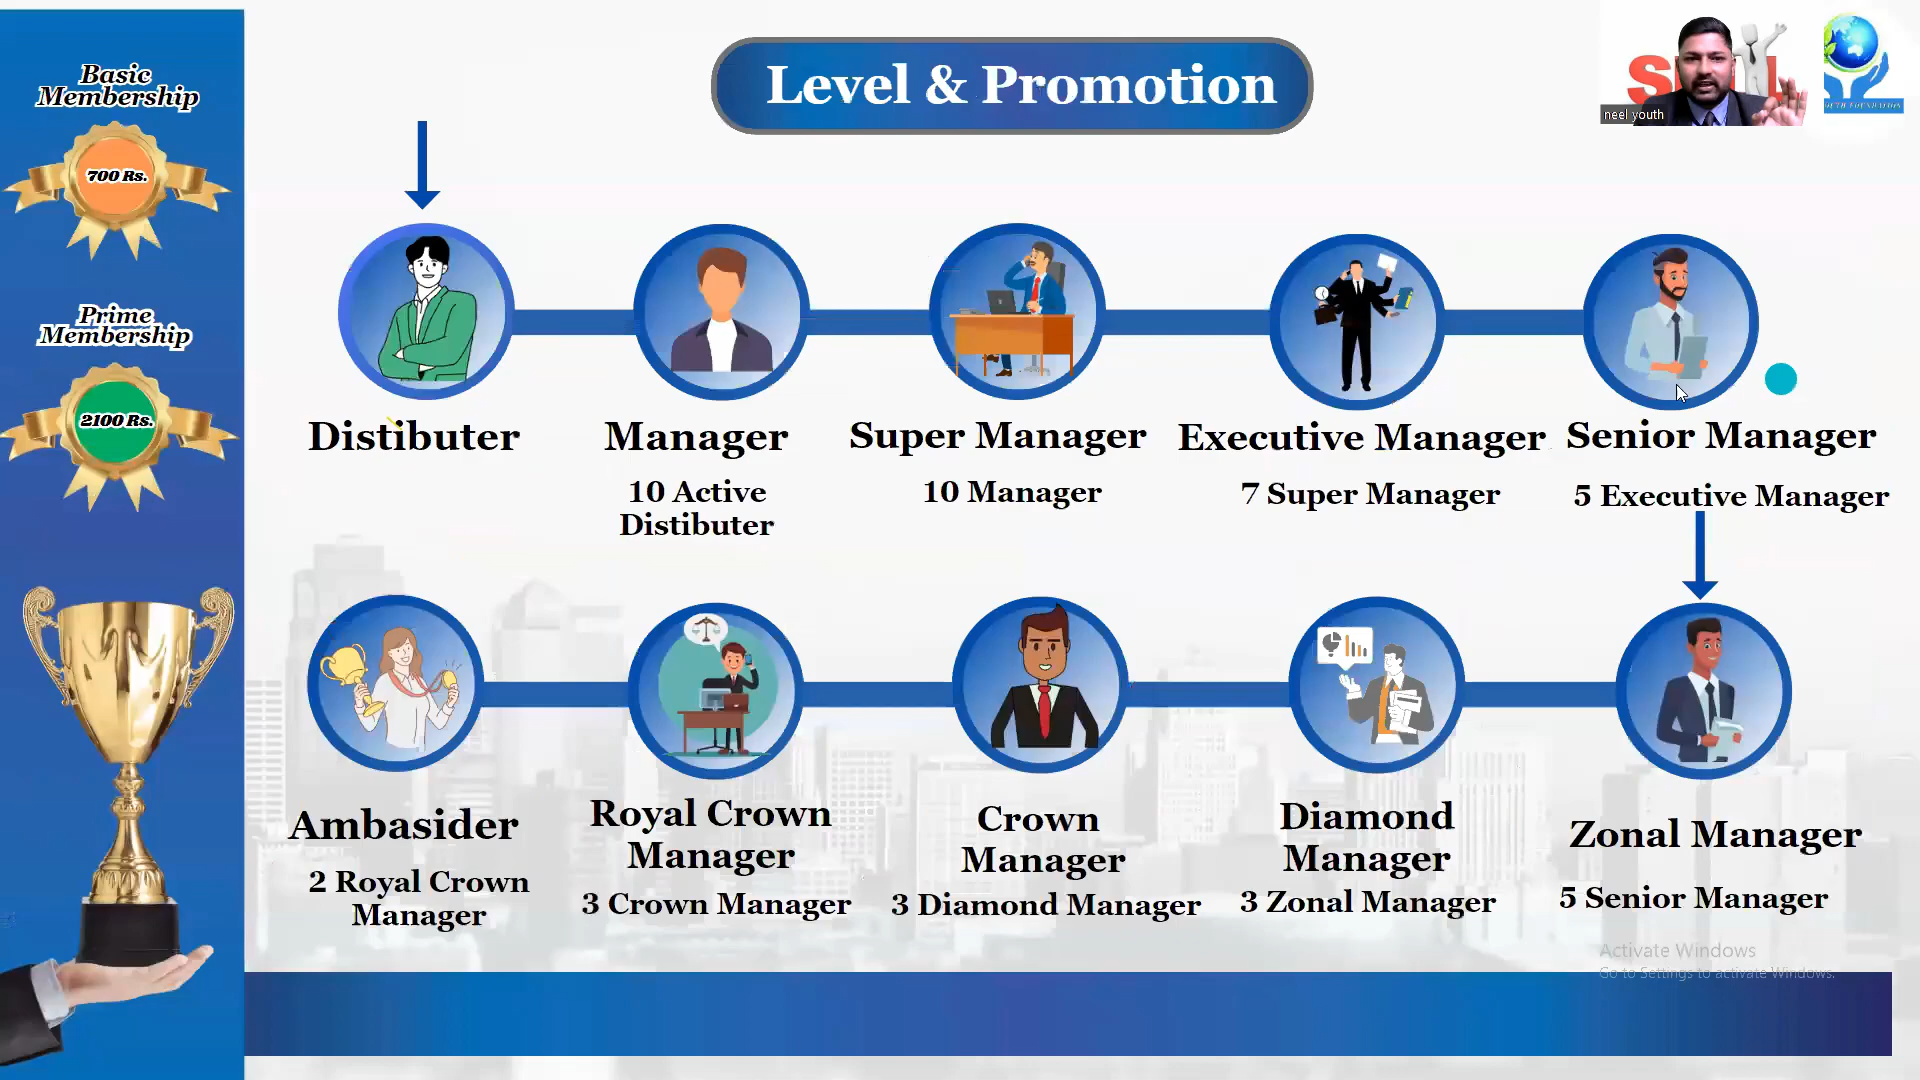 Level & Promotion
Basic
Membership
700 Rs.
Prime
Membership
2100 Rs.
neel youth
Distibuter
Manager
10 Active
Distibuter
Super Manager
10 Manager
Executive Manager
7 Super Manager
Senior Manager
5 Executive Manager
Ambasider
2 Royal Crown
Manager
Royal Crown
Manager
3 Crown Manager
Crown
Manager
3 Diamond Manager
Diamond
Manager
3 Zonal Manager
Zonal Manager
5 Senior Manager
Activate Windows
Go to Settings to activate Windows.